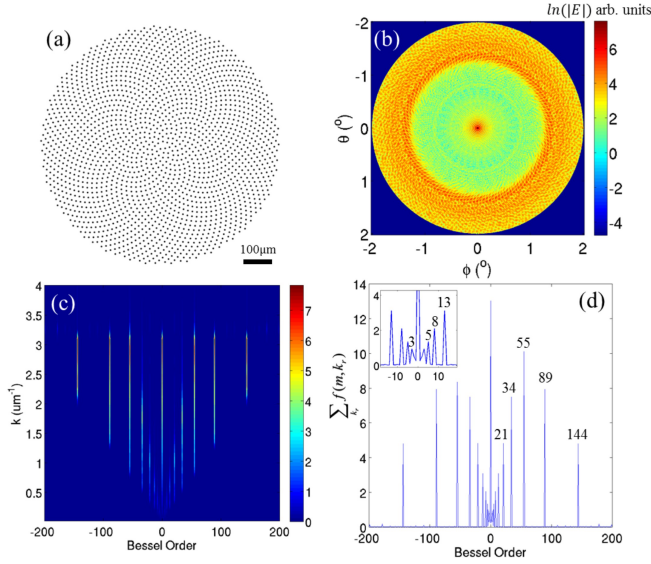 ln(|E|) arb. units
(a)
100μm
(b)
-2
-1
0
1
2
θ (°)
-2 -1 0 1 2
ϕ (°)
6
4
2
0
-2
-4
(c)
4
3.5
3
2.5
2
1.5
1
0.5
k (um⁻¹)
-200 -100 0 100 200
Bessel Order
7
6
5
4
3
2
1
0
(d)
14
12
10
8
6
4
2
0
∑ f(m, kᵣ)
kᵣ
4
2
0
-10 0 10
3 5 8 13
21
34
55
89
144
-200 -100 0 100 200
Bessel Order